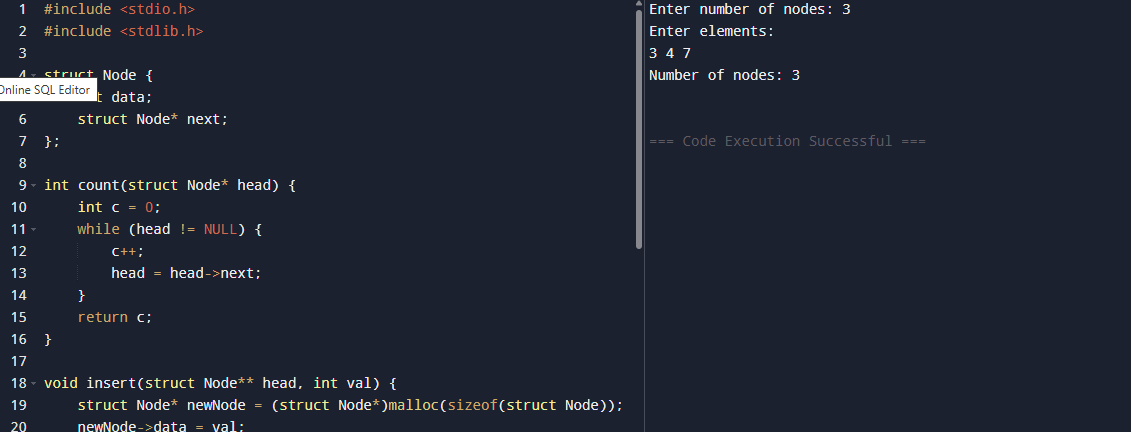 1 #include <stdio.h>
2 #include <stdlib.h>
3
4 struct Node {
Online SQL Editor
t data;
6 struct Node* next;
7 };
8
9 int count(struct Node* head) {
10 int c = 0;
11 while (head != NULL) {
12 c++;
13 head = head->next;
14 }
15 return c;
16 }
17
18 void insert(struct Node** head, int val) {
19 struct Node* newNode = (struct Node*)malloc(sizeof(struct Node));
20 newNode->data = val;
Enter number of nodes: 3
Enter elements:
3 4 7
Number of nodes: 3
=== Code Execution Successful ===